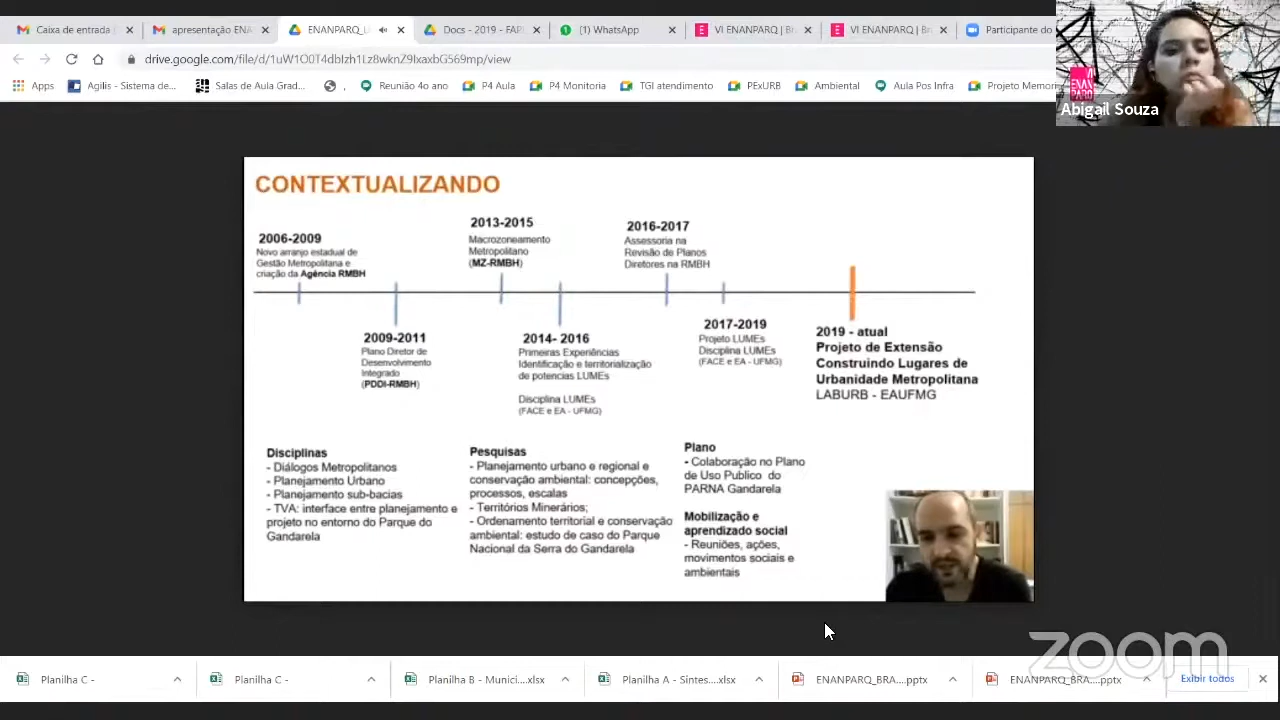 Caixa de entrada
apresentação ENA
ENANPARQ_L
Docs - 2019 - FAU
WhatsApp
VI ENANPARQ | Br
VI ENANPARQ | Br
Participante do
Apps
Agilis - Sistema de...
Salas de Aula Grad...
Reunião 4o ano
P4 Aula
P4 Monitoria
TGI atendimento
PExURB
Ambiental
Aula Pos Infra
Projeto Memor
VI
ENAN
PARQ
Abigail Souza
CONTEXTUALIZANDO
2006-2009
Novo arranjo estadual de
Gestão Metropolitana e
criação da Agência RMBH
2013-2015
Macrozoneamento
Metropolitano
(MZ-RMBH)
2016-2017
Assessoria na
Revisão de Planos
Diretores na RMBH
2009-2011
Plano Diretor de
Desenvolvimento
Integrado
(PDDI-RMBH)
2014- 2016
Primeiras Experiências
Identificação e territorialização
de potencias LUMEs
Disciplina LUMEs
(FACE e EA - UFMG)
2017-2019
Projeto LUMEs
Disciplina LUMEs
(FACE e EA - UFMG)
2019 - atual
Projeto de Extensão
Construindo Lugares de
Urbanidade Metropolitana
LABURB - EAUFMG
Disciplinas
- Diálogos Metropolitanos
- Planejamento Urbano
- Planejamento sub-bacias
- TVA: interface entre planejamento e
projeto no entorno do Parque do
Gandarela
Pesquisas
- Planejamento urbano e regional e
conservação ambiental: concepções,
processos, escalas
- Territórios Minerários;
- Ordenamento territorial e conservação
ambiental: estudo de caso do Parque
Nacional da Serra do Gandarela
Plano
- Colaboração no Plano
de Uso Publico do
PARNA Gandarela
Mobilização e
aprendizado social
- Reuniões, ações,
movimentos sociais e
ambientais
zoom
Planilha C -
Planilha C -
Planilha B - Munici....xlsx
Planilha A - Sintes....xlsx
ENANPARQ_BRA....pptx
ENANPARQ_BRA....pptx
Exibir todos